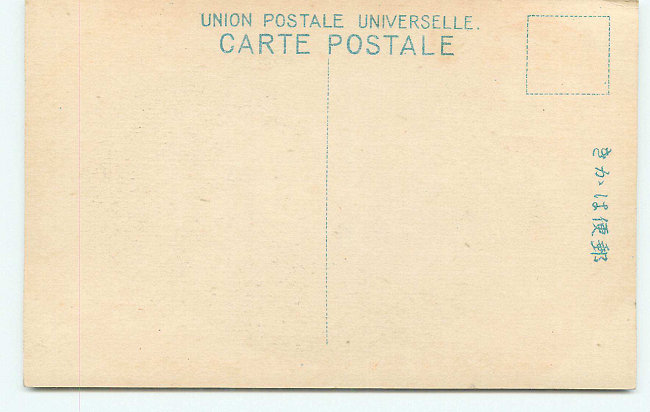 UNION POSTALE UNIVERSELLE.
CARTE POSTALE
郵便はかき